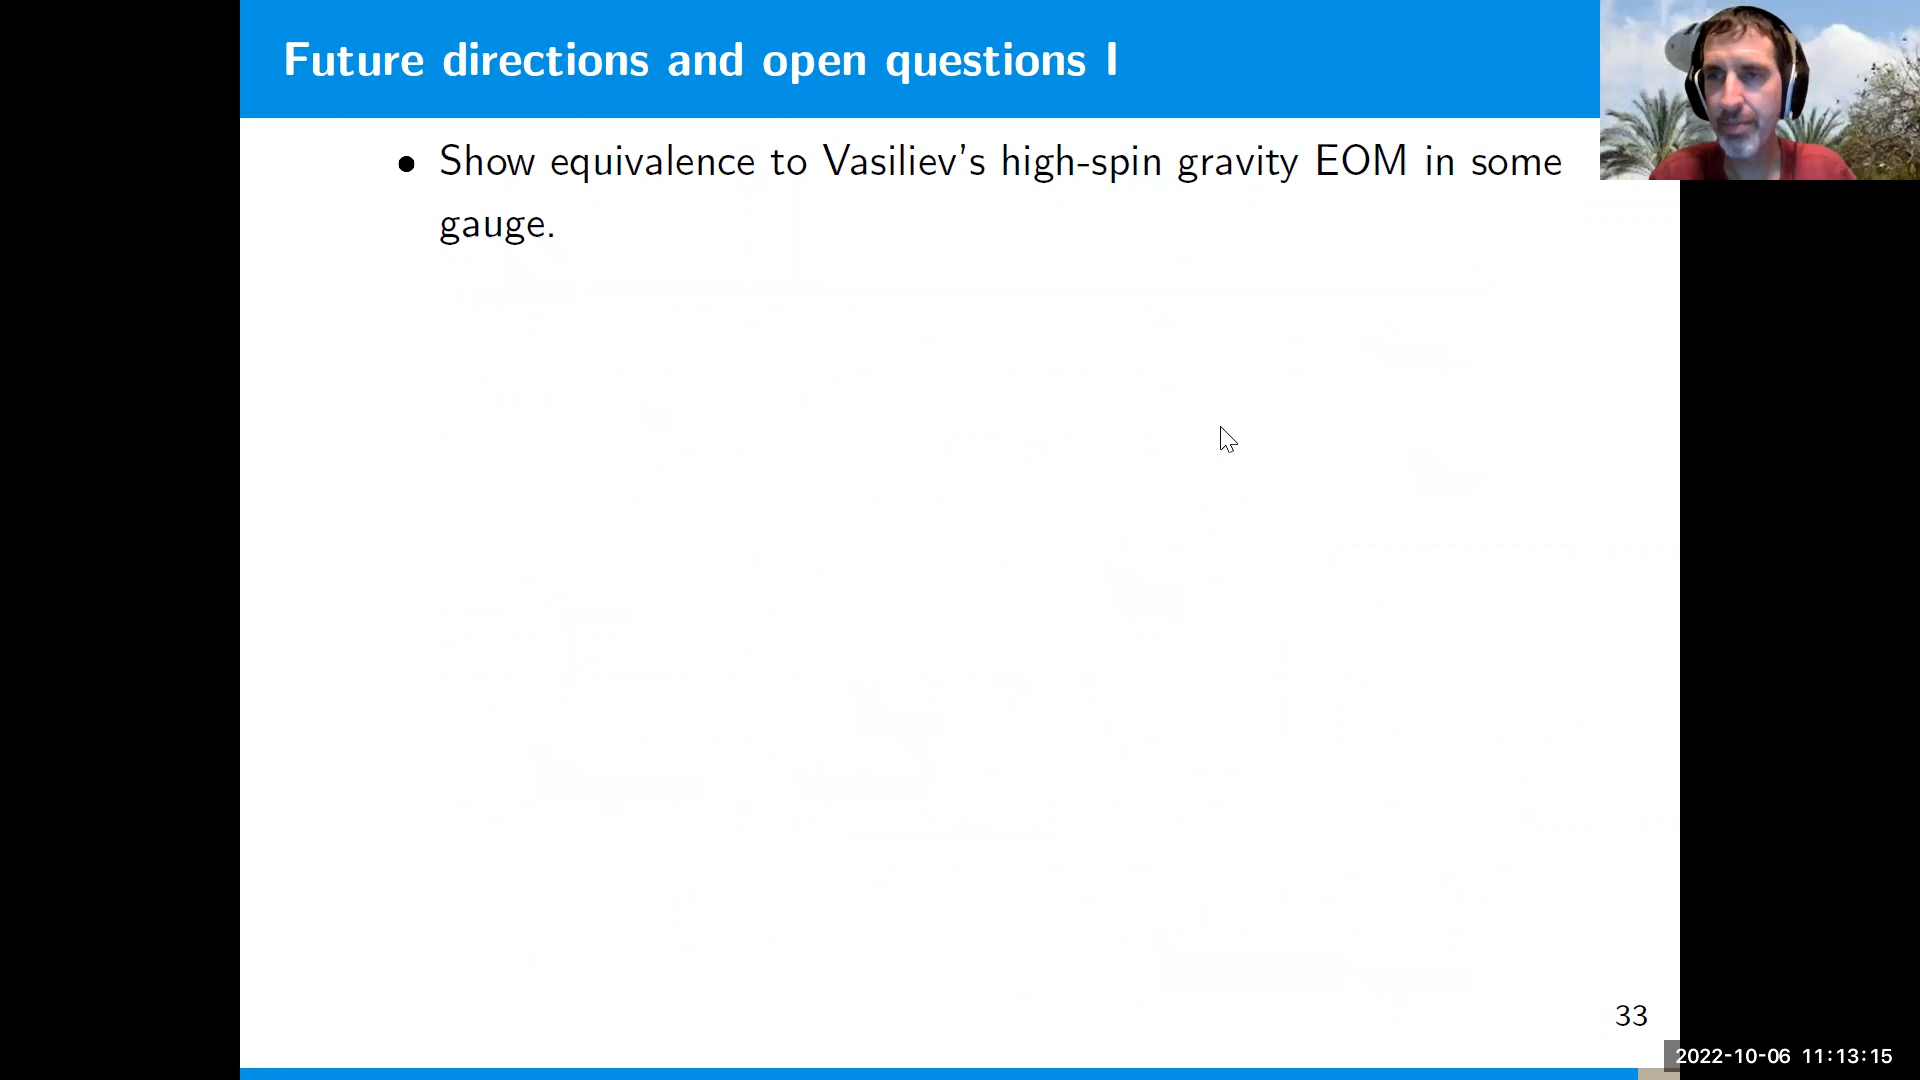 Future directions and open questions I
• Show equivalence to Vasiliev's high-spin gravity EOM in some
gauge.
33
2022-10-06 11:13:15